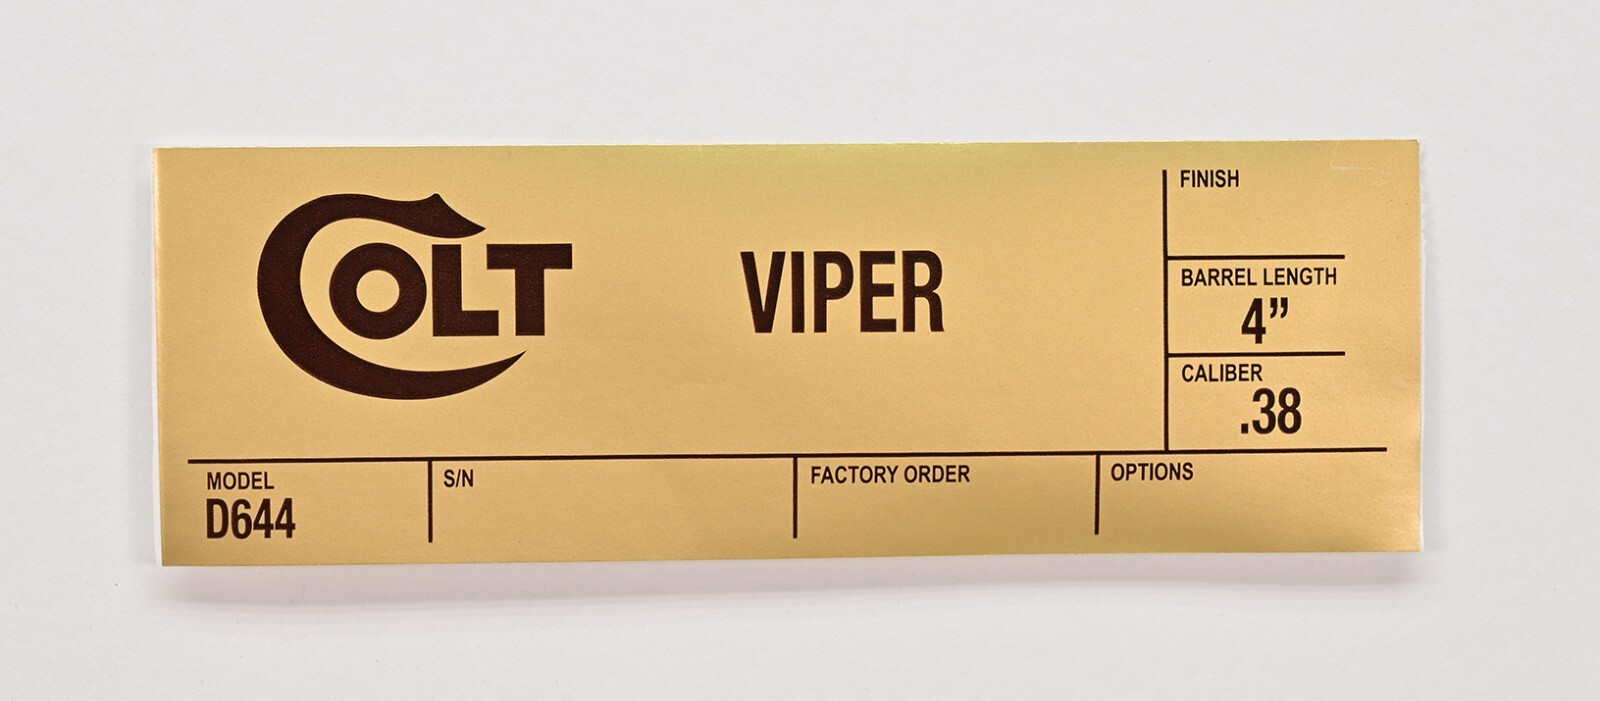 COLT
VIPER
FINISH
BARREL LENGTH
4”
CALIBER
.38
MODEL
D644
S/N
FACTORY ORDER
OPTIONS